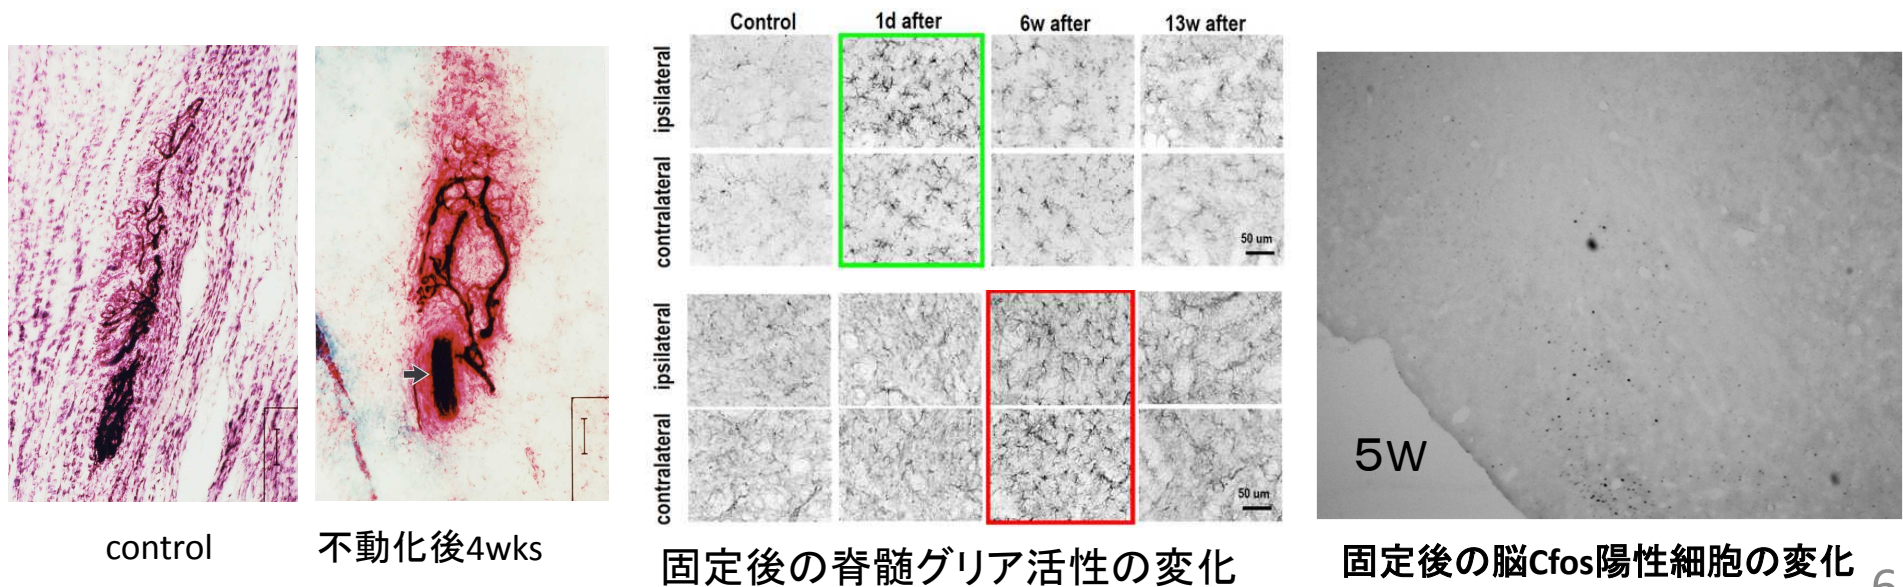 control
不動化後4wks
Control 1d after 6w after 13w after
ipsilateral
contralateral
50 um
ipsilateral
contralateral
50 um
固定後の脊髄グリア活性の変化
5W
固定後の脳Cfos陽性細胞の変化
6